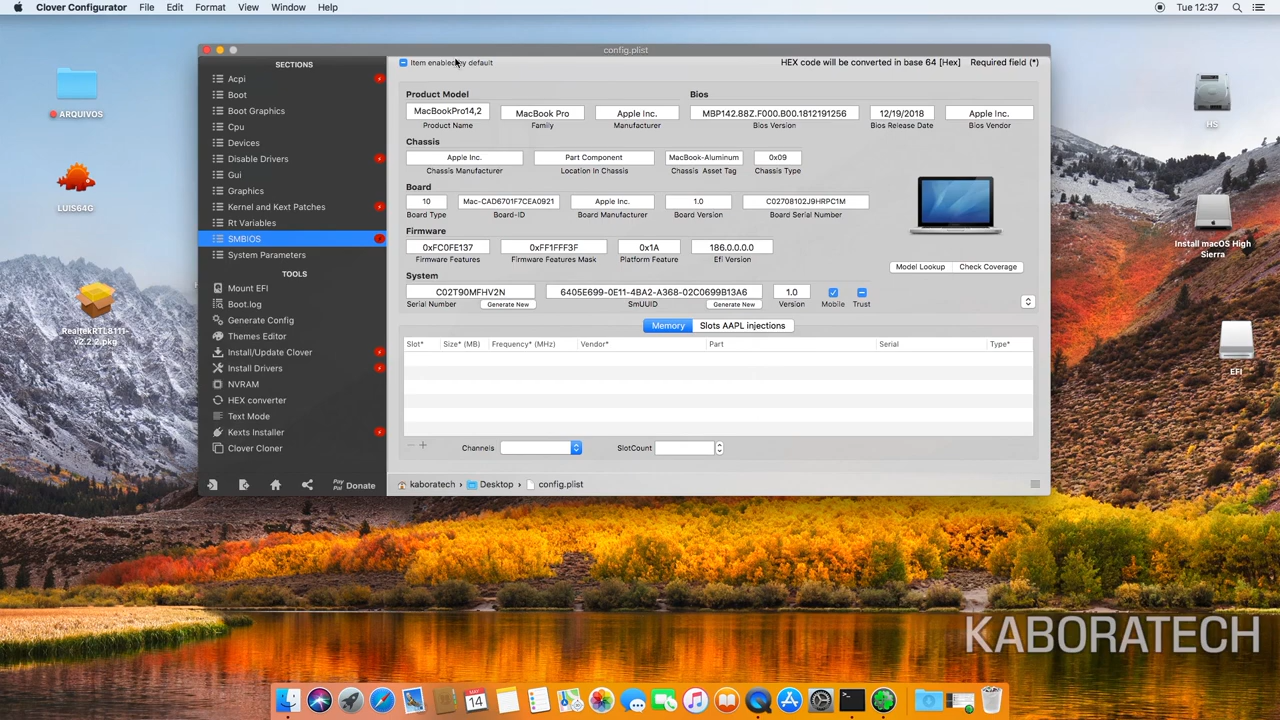 Clover Configurator File Edit Format View Window Help
Tue 12:37
config.plist
SECTIONS
Acpi
Boot
Boot Graphics
Cpu
Devices
Disable Drivers
Gui
Graphics
Kernel and Kext Patches
Rt Variables
SMBIOS
System Parameters
TOOLS
Mount EFI
Boot.log
Generate Config
Themes Editor
Install/Update Clover
Install Drivers
NVRAM
HEX converter
Text Mode
Kexts Installer
Clover Cloner
PayPal Donate
Item enabled by default
HEX code will be converted in base 64 [Hex] Required field (*)
Product Model Bios
MacBookPro14,2 MacBook Pro Apple Inc. MBP142.88Z.F000.B00.1812191256 12/19/2018 Apple Inc.
Product Name Family Manufacturer Bios Version Bios Release Date Bios Vendor
Chassis
Apple Inc. Part Component MacBook-Aluminum 0x09
Chassis Manufacturer Location In Chassis Chassis Asset Tag Chassis Type
Board
10 Mac-CAD6701F7CEA0921 Apple Inc. 1.0 C02708102J9HRPC1M
Board Type Board-ID Board Manufacturer Board Version Board Serial Number
Firmware
0xFC0FE137 0xFF1FFF3F 0x1A 186.0.0.0.0
Firmware Features Firmware Features Mask Platform Feature Efi Version
Model Lookup Check Coverage
System
C02T90MFHV2N 6405E699-0E11-4BA2-A368-02C0699B13A6 1.0
Serial Number Generate New SmUUID Generate New Version Mobile Trust
Memory Slots AAPL injections
Slot* Size* (MB) Frequency* (MHz) Vendor* Part Serial Type*
Channels SlotCount
kaboratech › Desktop › config.plist
ARQUIVOS
LUIS64G
RealtekRTL8111-
v2.2.2.pkg
HS
Install macOS High
Sierra
EFI
KABORATECH
MAY
14